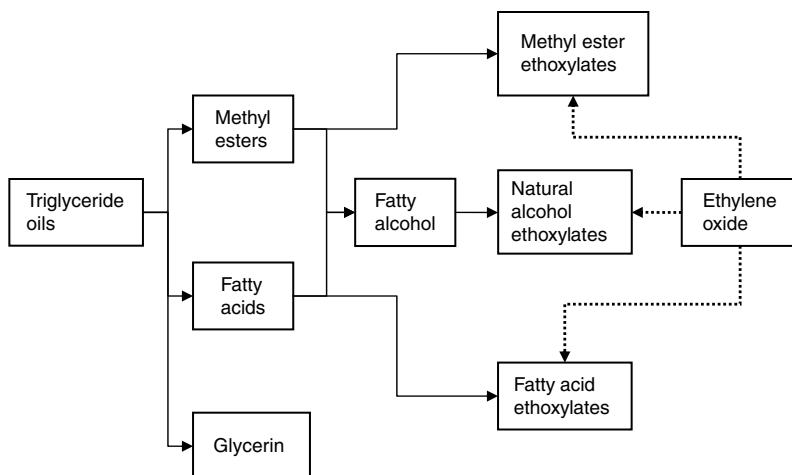 Methyl ester
ethoxylates
Methyl
esters
Triglyceride
oils
Fatty
alcohol
Natural
alcohol
ethoxylates
Ethylene
oxide
Fatty
acids
Fatty acid
ethoxylates
Glycerin